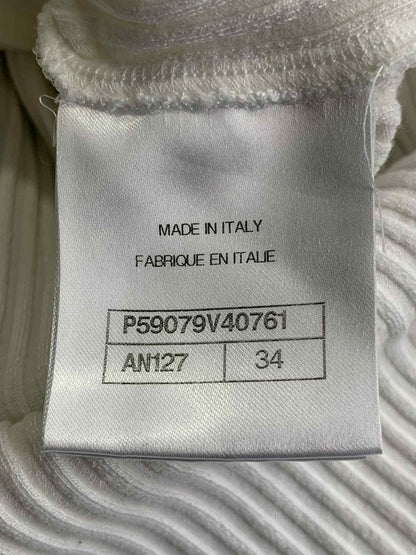 MADE IN ITALY
FABRIQUE EN ITALIE
P59079V40761
AN127 34